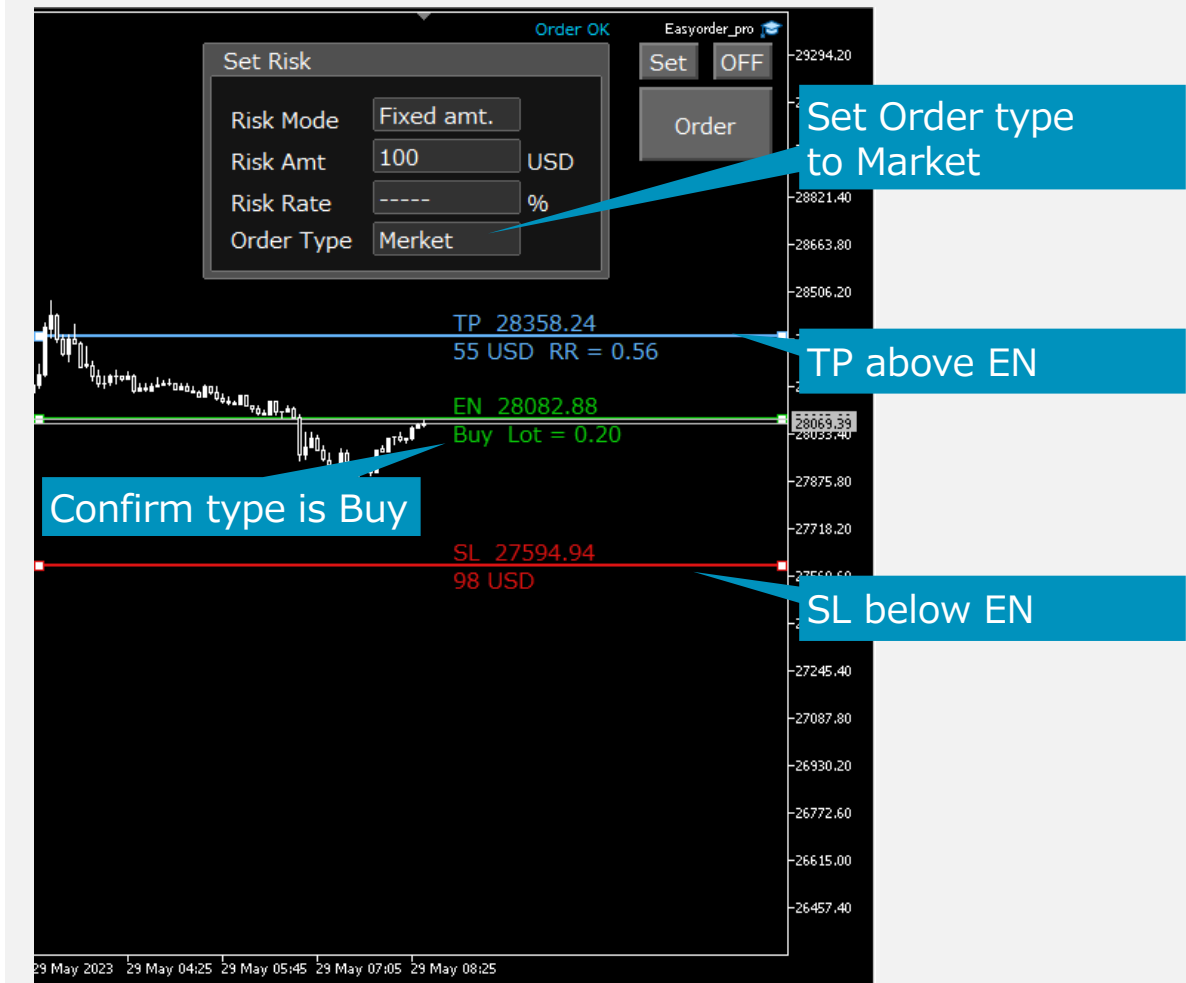 Order OK
Easyorder_pro
Set Risk
Set
OFF
29294.20
Risk Mode
Fixed amt.
Order
Set Order type
to Market
Risk Amt
100
USD
Risk Rate
-----
%
28821.40
Order Type
Merket
28663.80
28506.20
TP 28358.24
55 USD RR = 0.56
TP above EN
EN 28082.88
28069.39
28033.40
Buy Lot = 0.20
27875.80
Confirm type is Buy
27718.20
SL 27594.94
98 USD
SL below EN
27245.40
27087.80
26930.20
26772.60
26615.00
26457.40
29 May 2023
29 May 04:25
29 May 05:45
29 May 07:05
29 May 08:25